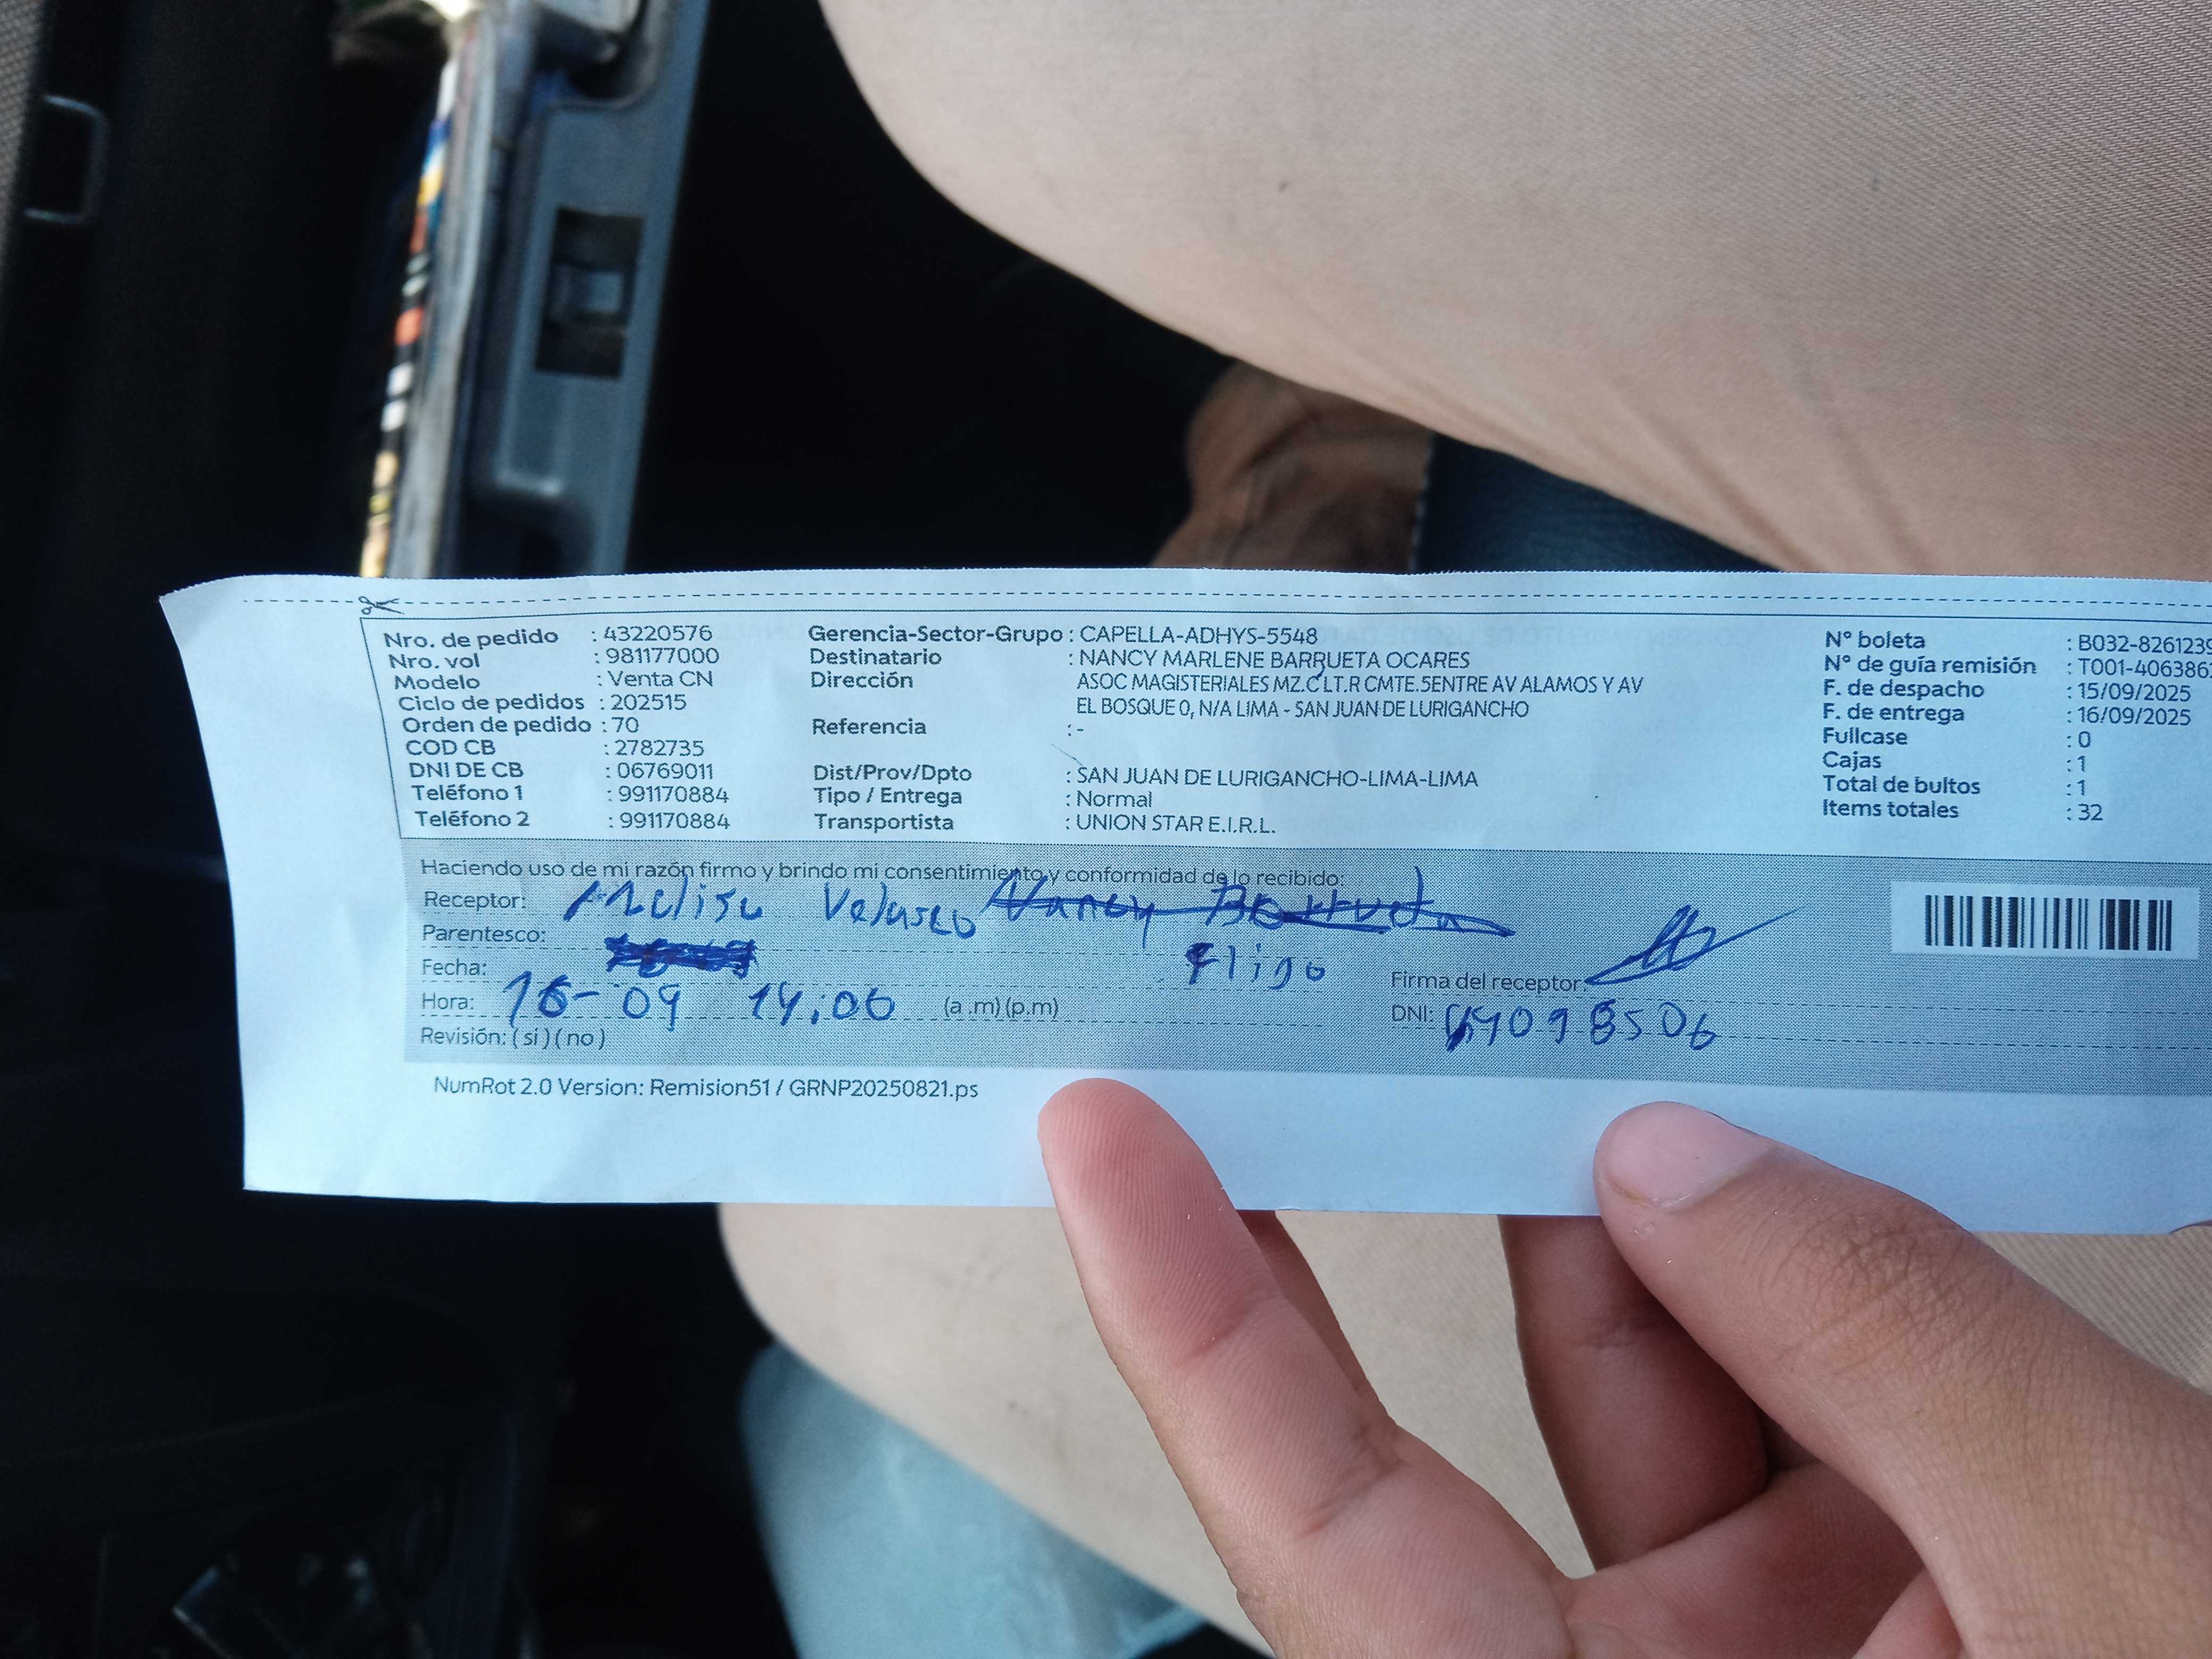 Nro. de pedido : 43220576
Nro. vol : 981177000
Modelo : Venta CN
Ciclo de pedidos : 202515
Orden de pedido : 70
COD CB : 2782735
DNI DE CB : 06769011
Teléfono 1 : 991170884
Teléfono 2 : 991170884
Gerencia-Sector-Grupo : CAPELLA-ADHYS-5548
Destinatario : NANCY MARLENE BARRUETA OCARES
Dirección ASOC MAGISTERIALES MZ.C LT.R CMTE.5ENTRE AV ALAMOS Y AV
EL BOSQUE 0, N/A LIMA - SAN JUAN DE LURIGANCHO
Referencia : -
Dist/Prov/Dpto : SAN JUAN DE LURIGANCHO-LIMA-LIMA
Tipo / Entrega : Normal
Transportista : UNION STAR E.I.R.L.
N° boleta : B032-8261239
N° de guía remisión : T001-406386
F. de despacho : 15/09/2025
F. de entrega : 16/09/2025
Fullcase : 0
Cajas : 1
Total de bultos : 1
Items totales : 32
Haciendo uso de mi razón firmo y brindo mi consentimiento y conformidad de lo recibido:
Receptor: Melisa Velasco Nancy Barrueta
Parentesco:
Fecha: Firma del receptor:
Hora: 16-09 14:06 (a .m) (p.m) DNI: 44098506
Revisión: ( si ) ( no )
NumRot 2.0 Version: Remision51 / GRNP20250821.ps